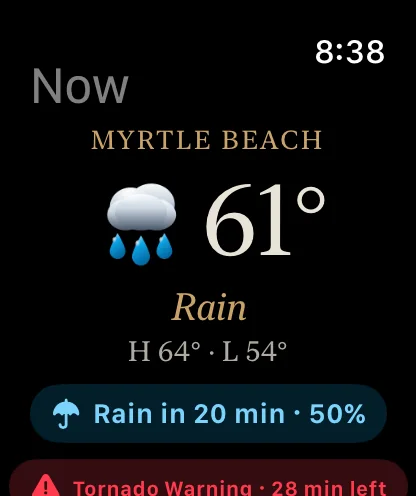 8:38
Now
MYRTLE BEACH
61°
Rain
H 64° · L 54°
Rain in 20 min · 50%
Tornado Warning · 28 min left